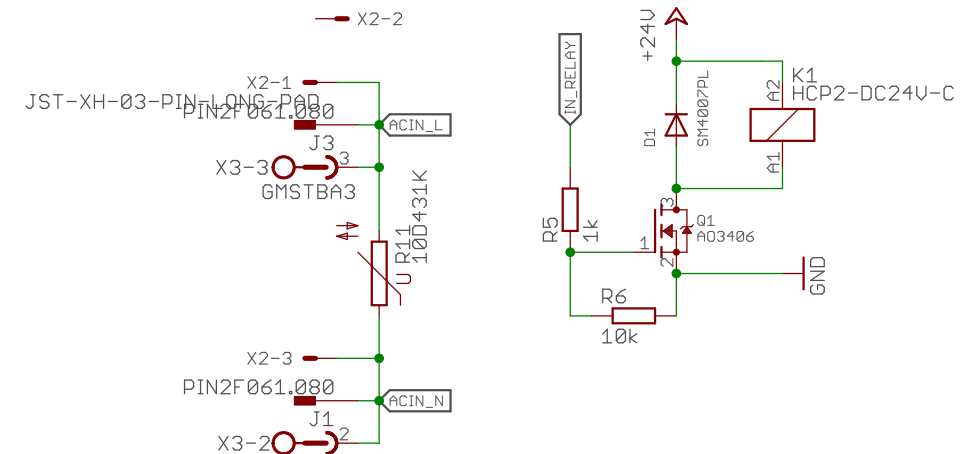 X2-2
X2-1
JST-XH-03-PIN-LONG-PAD
PIN2F061.080
ACIN_L
J3
3
X3-3
GMSTBA3
R11
10D431K
U
X2-3
PIN2F061.080
ACIN_N
J1
2
X3-2
+24V
IN_RELAY
D1
SM4007PL
A2
K1
HCP2-DC24V-C
A1
R5
1k
3
Q1
AO3406
1
2
GND
R6
10k